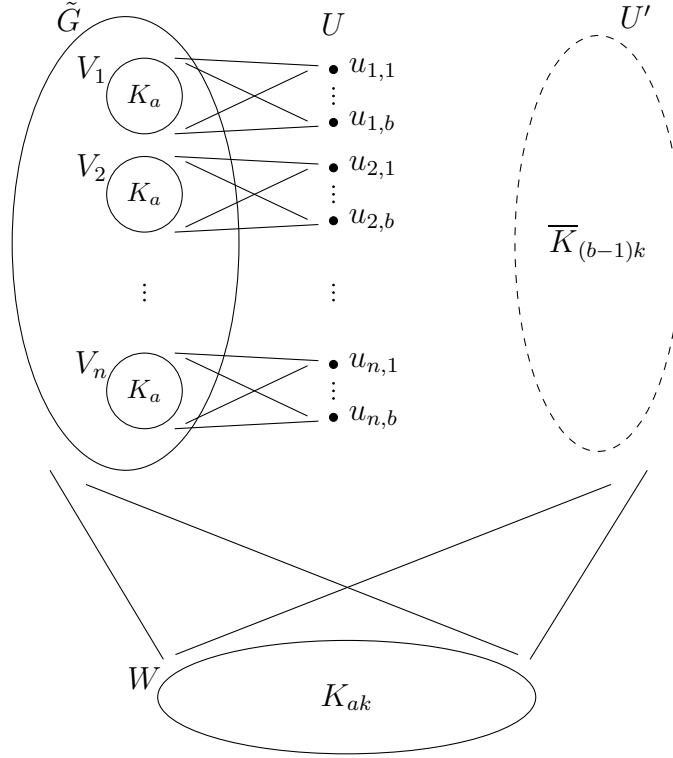 G̃ U U′
V₁ Kₐ u₁,₁
⋮
u₁,b
V₂ Kₐ u₂,₁
⋮
u₂,b
K̅₍b₋₁₎k
⋮ ⋮
Vₙ Kₐ uₙ,₁
⋮
uₙ,b
W Kₐₖ